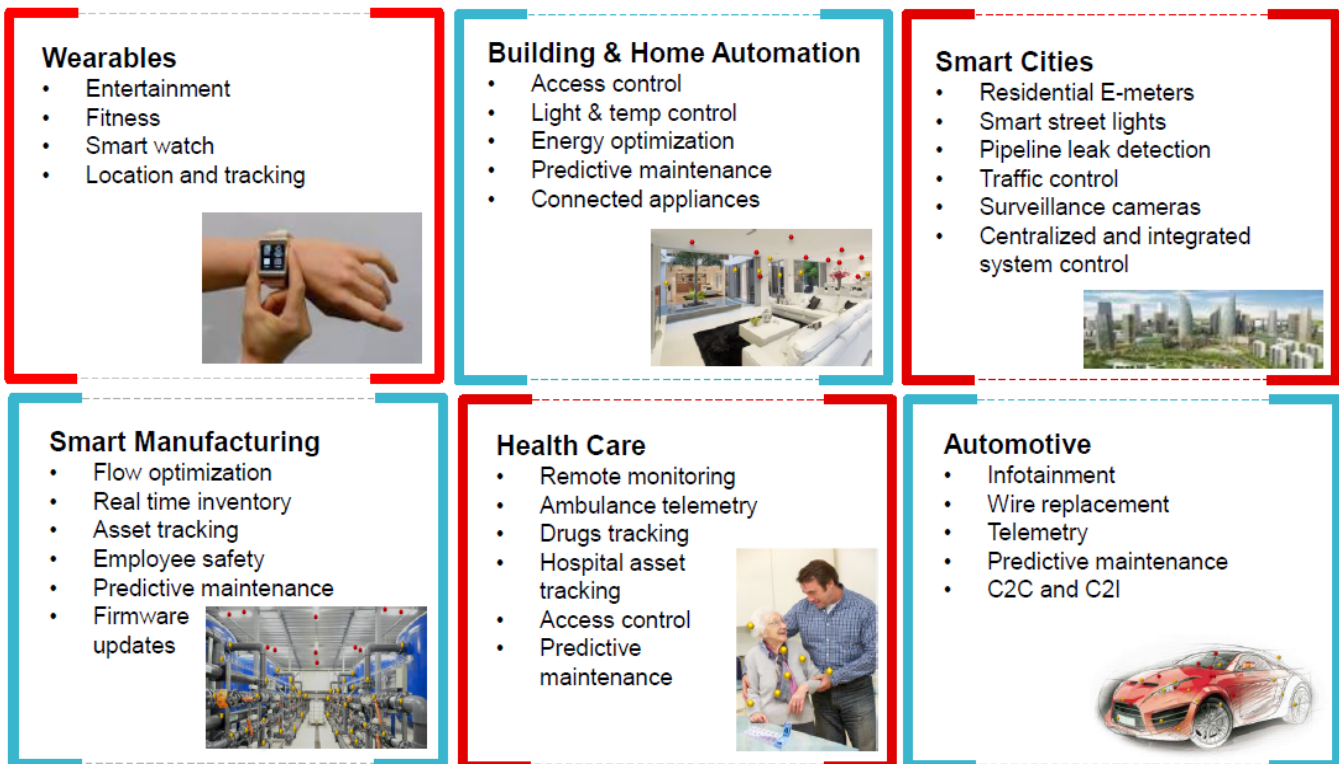 Wearables
• Entertainment
• Fitness
• Smart watch
• Location and tracking
Building & Home Automation
• Access control
• Light & temp control
• Energy optimization
• Predictive maintenance
• Connected appliances
Smart Cities
• Residential E-meters
• Smart street lights
• Pipeline leak detection
• Traffic control
• Surveillance cameras
• Centralized and integrated
system control
Smart Manufacturing
• Flow optimization
• Real time inventory
• Asset tracking
• Employee safety
• Predictive maintenance
• Firmware
updates
Health Care
• Remote monitoring
• Ambulance telemetry
• Drugs tracking
• Hospital asset
tracking
• Access control
• Predictive
maintenance
Automotive
• Infotainment
• Wire replacement
• Telemetry
• Predictive maintenance
• C2C and C2I